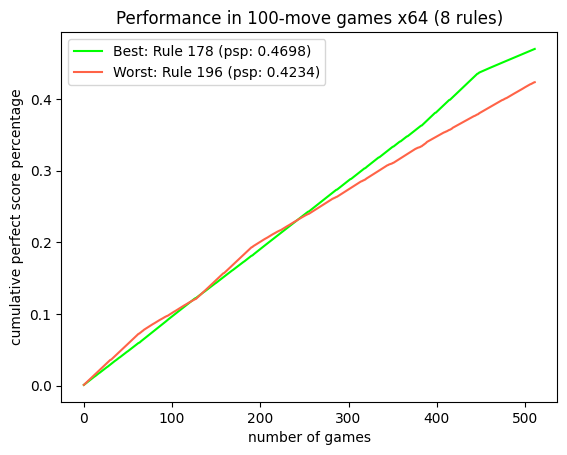 Performance in 100-move games x64 (8 rules)
Best: Rule 178 (psp: 0.4698)
Worst: Rule 196 (psp: 0.4234)
cumulative perfect score percentage
0.4
0.3
0.2
0.1
0.0
0 100 200 300 400 500
number of games